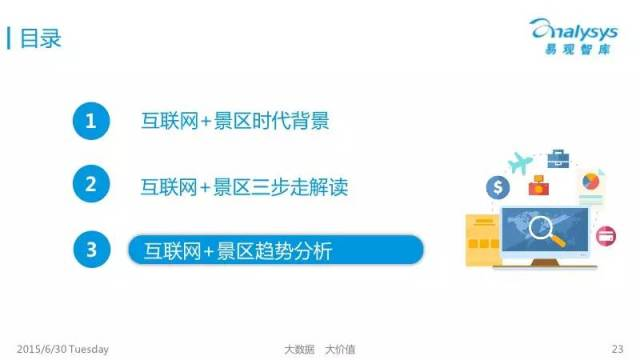 目录
analysys
易观智库
1 互联网+景区时代背景
2 互联网+景区三步走解读
3 互联网+景区趋势分析
$
2015/6/30 Tuesday 大数据 大价值 23